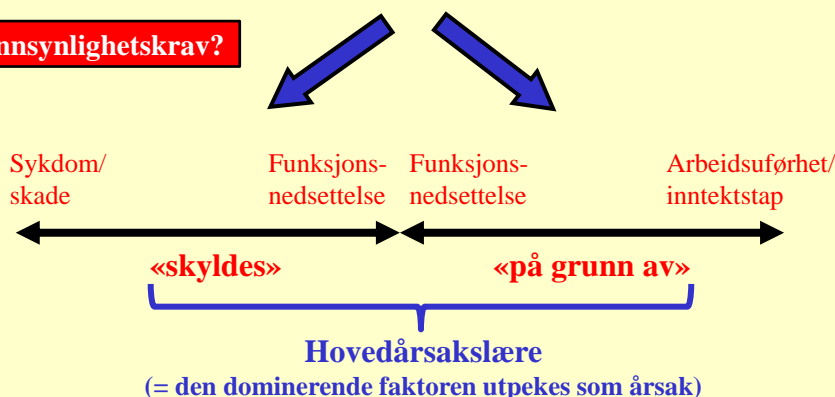 nnsynlighetskrav?
Sykdom/ Funksjons- Funksjons- Arbeidsuførhet/
skade nedsettelse nedsettelse inntektstap
«skyldes» «på grunn av»
Hovedårsakslære
(= den dominerende faktoren utpekes som årsak)